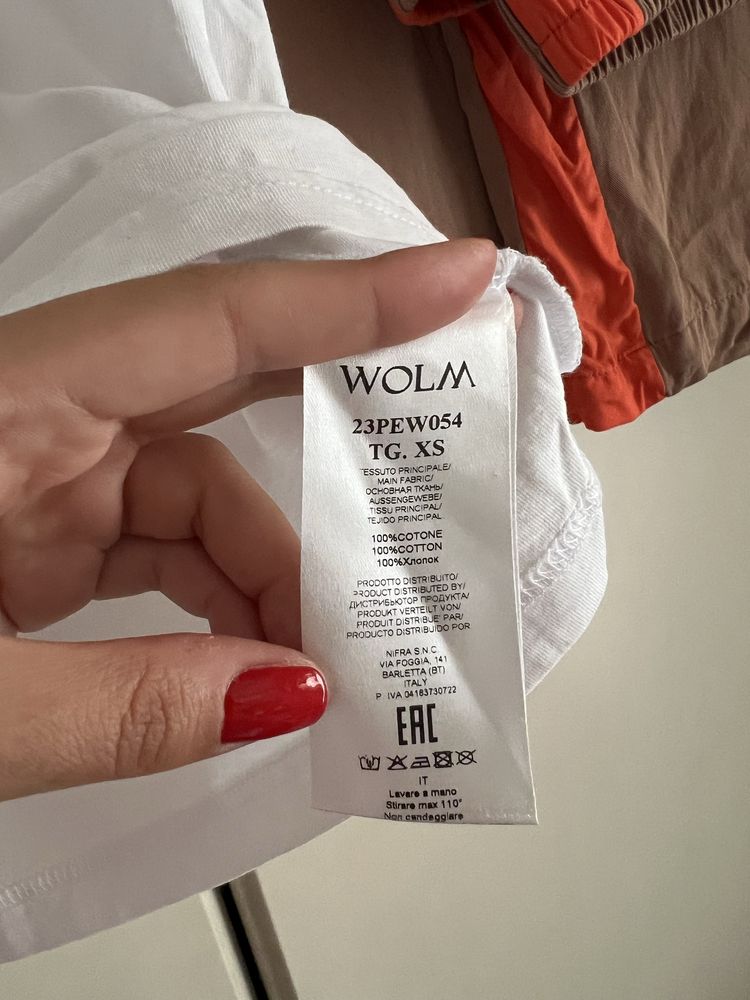 WOLM
23PEW054
TG. XS
TESSUTO PRINCIPALE/
MAIN FABRIC/
ОСНОВНАЯ ТКАНЬ/
AUSSENGEWEBE/
TISSU PRINCIPAL/
TEJIDO PRINCIPAL
100%COTONE
100%COTTON
100%Хлопок
PRODOTTO DISTRIBUITO/
PRODUCT DISTRIBUTED BY/
ДИСТРИБЬЮТОР ПРОДУКТА/
PRODUKT VERTEILT VON/
PRODUIT DISTRIBUE' PAR/
PRODUCTO DISTRIBUIDO POR
NIFRA S.N.C.
VIA FOGGIA, 141
BARLETTA (BT)
ITALY
P. IVA 04163730722
EAC
IT
Lavare a mano
Stirare max 110°
Non candeggiare